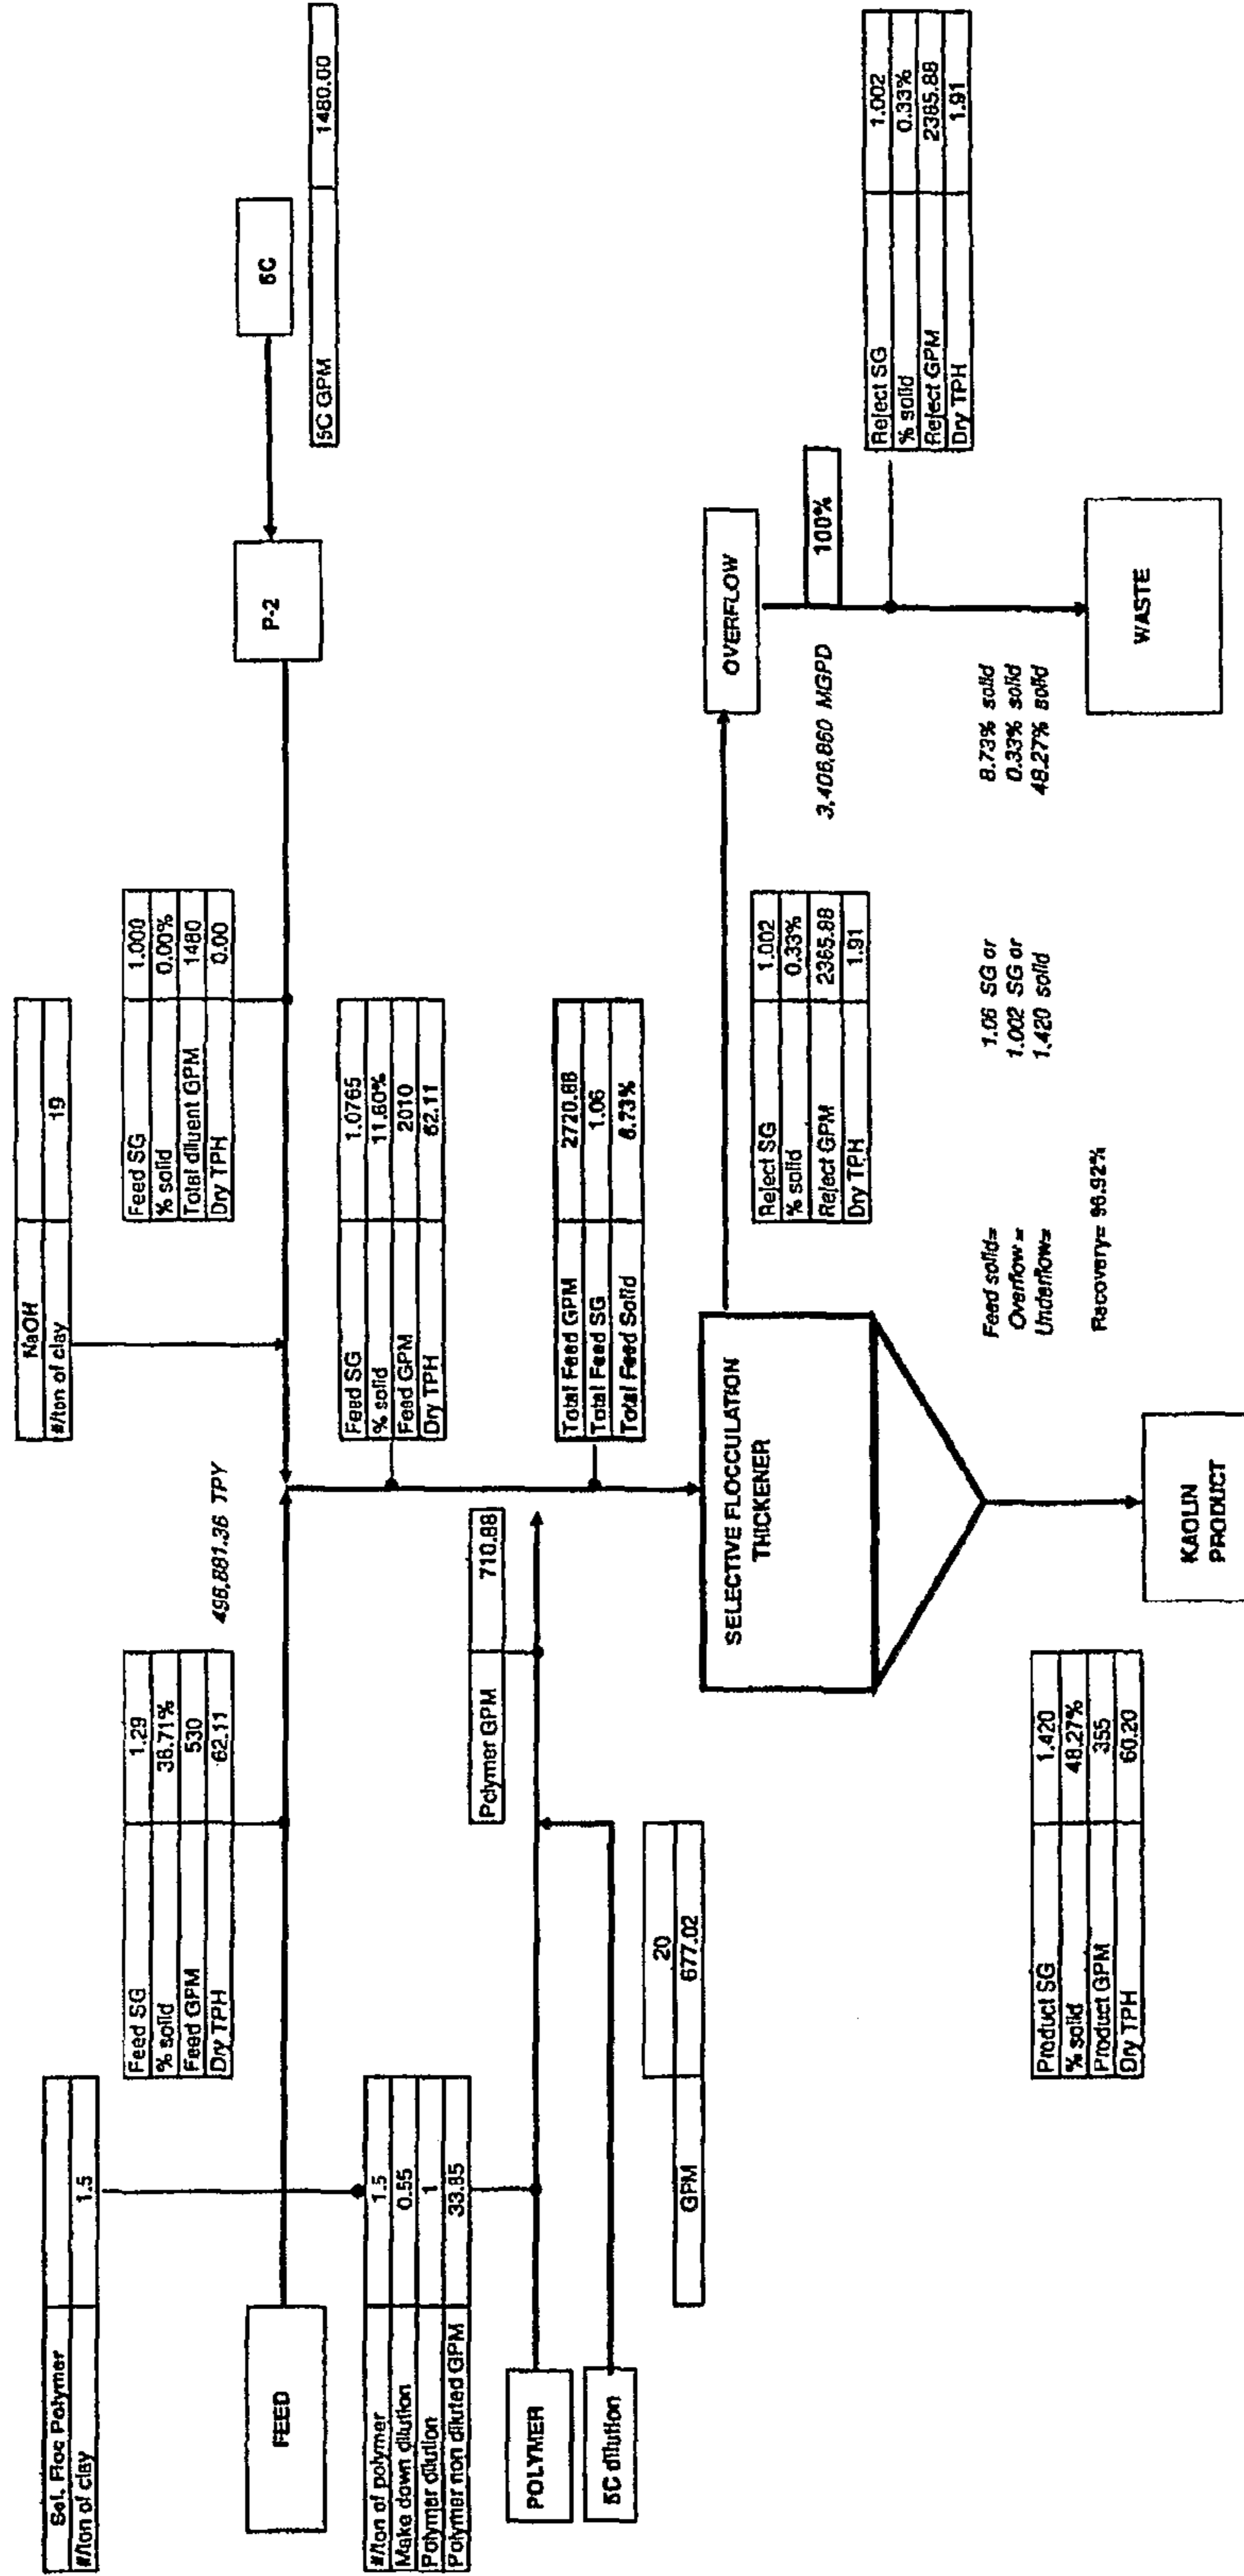 Sel. Floc Polymer
#/ton of clay 1.5
NaOH
#/ton of clay 19
Feed SG 1.29
% solid 38.71%
Feed GPM 530
Dry TPH 62.11
498,881.36 TPY
Feed SG 1.000
% solid 0.00%
Total diluent GPM 1480
Dry TPH 0.00
FEED
P-2
5C
5C GPM 1480.00
#/ton of polymer 1.5
Make down dilution 0.55
Polymer dilution 1
Polymer non diluted GPM 33.85
Feed SG 1.0765
% solid 11.60%
Feed GPM 2010
Dry TPH 62.11
Polymer GPM 710.88
POLYMER
5C dilution
20
GPM 677.02
Total Feed GPM 2720.88
Total Feed SG 1.06
Total Feed Solid 8.73%
SELECTIVE FLOCCULATION
THICKENER
OVERFLOW
Reject SG 1.002
% solid 0.33%
Reject GPM 2365.88
Dry TPH 1.91
3,406,860 MGPD
100%
Reject SG 1.002
% solid 0.33%
Reject GPM 2365.88
Dry TPH 1.91
Feed solid= 1.06 SG or 8.73% solid
Overflow= 1.002 SG or 0.33% solid
Underflow= 1.420 solid 48.27% solid
Recovery= 96.92%
WASTE
Product SG 1.420
% solid 48.27%
Product GPM 355
Dry TPH 60.20
KAOLIN
PRODUCT